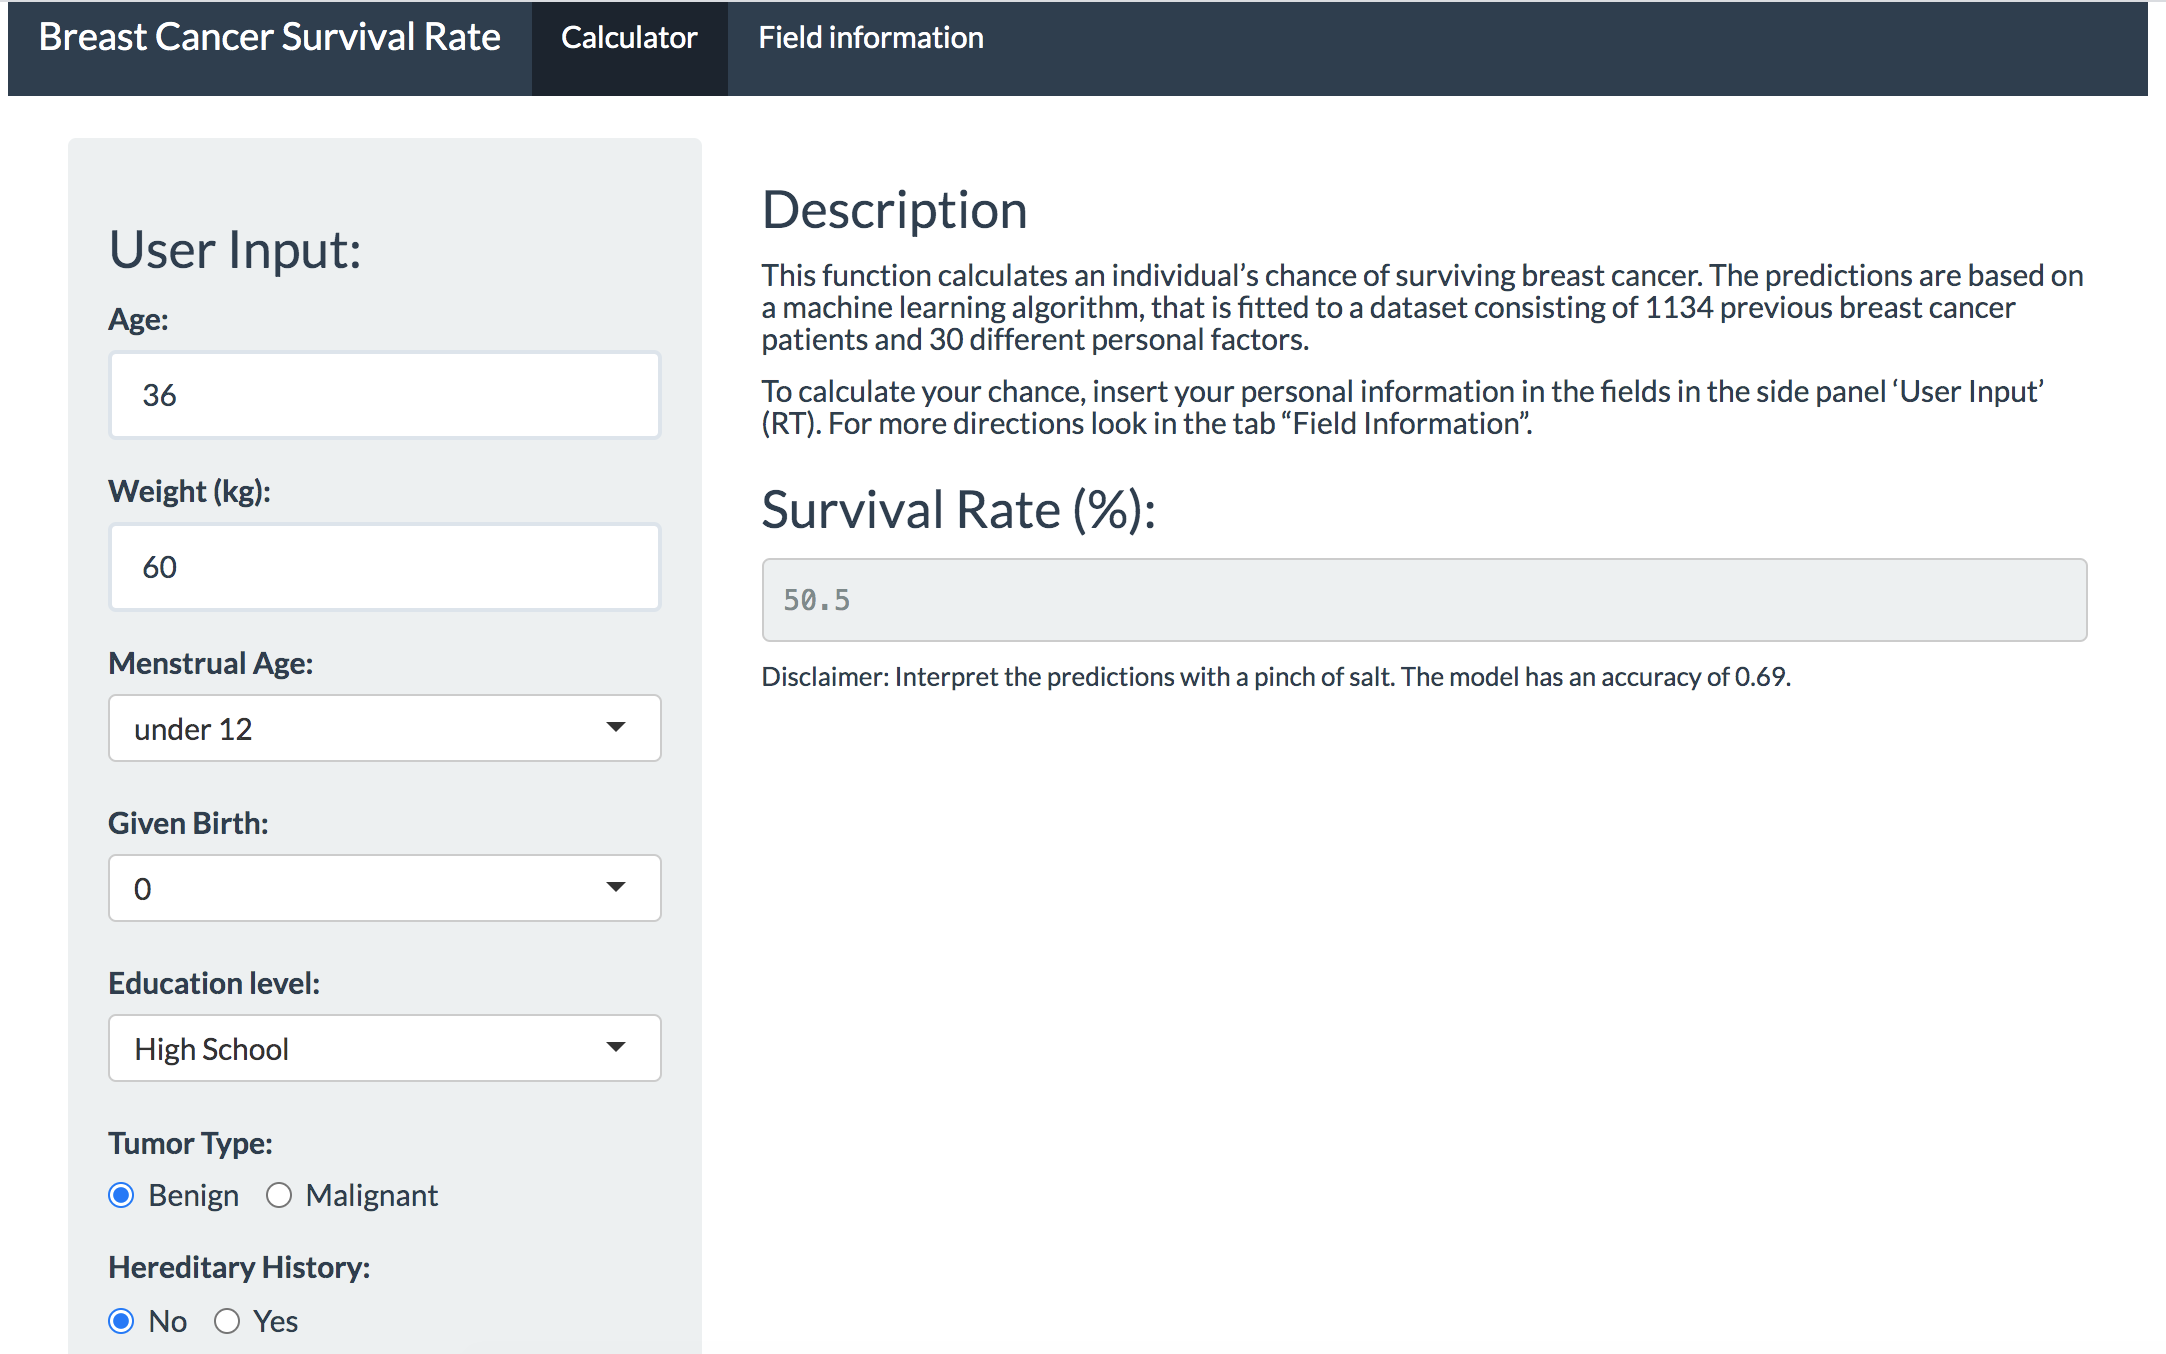 Breast Cancer Survival Rate Calculator Field information
User Input:
Age:
36
Weight (kg):
60
Menstrual Age:
under 12
Given Birth:
0
Education level:
High School
Tumor Type:
Benign Malignant
Hereditary History:
No Yes
Description
This function calculates an individual’s chance of surviving breast cancer. The predictions are based on
a machine learning algorithm, that is fitted to a dataset consisting of 1134 previous breast cancer
patients and 30 different personal factors.
To calculate your chance, insert your personal information in the fields in the side panel ‘User Input’
(RT). For more directions look in the tab “Field Information”.
Survival Rate (%):
50.5
Disclaimer: Interpret the predictions with a pinch of salt. The model has an accuracy of 0.69.